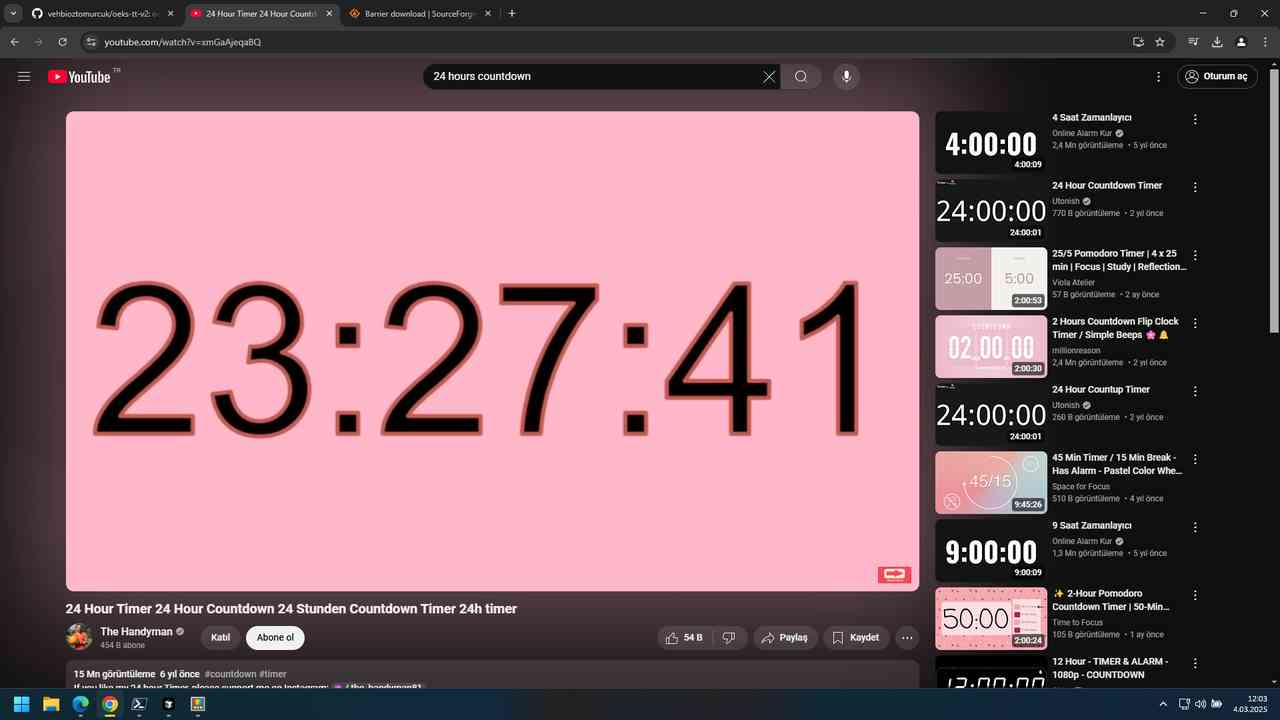 vehbioztomurcuk/oeks-tt-v2: o
24 Hour Timer 24 Hour Countd
Barrier download | SourceForge
youtube.com/watch?v=xmGaAjeqaBQ
YouTube TR
24 hours countdown
Oturum aç
23:27:41
24 Hour Timer 24 Hour Countdown 24 Stunden Countdown Timer 24h timer
The Handyman
454 B abone
Katıl
Abone ol
54 B
Paylaş
Kaydet
15 Mn görüntüleme 6 yıl önce #countdown #timer
If you like my 24 hour Timer, please support me on Instagram: / the_handyman81
4:00:00
4:00:09
4 Saat Zamanlayıcı
Online Alarm Kur
2,4 Mn görüntüleme • 5 yıl önce
24:00:00
24:00:01
24 Hour Countdown Timer
Utonish
770 B görüntüleme • 2 yıl önce
25:00
5:00
2:00:53
25/5 Pomodoro Timer | 4 x 25
min | Focus | Study | Reflection...
Viola Atelier
57 B görüntüleme • 2 ay önce
COUNTDOWN
02:00:00
2:00:30
2 Hours Countdown Flip Clock
Timer / Simple Beeps 🌸 🔔
millionreason
2,4 Mn görüntüleme • 2 yıl önce
24:00:00
24:00:01
24 Hour Countup Timer
Utonish
260 B görüntüleme • 2 yıl önce
45/15
9:45:26
45 Min Timer / 15 Min Break -
Has Alarm - Pastel Color Whe...
Space for Focus
510 B görüntüleme • 4 yıl önce
9:00:00
9:00:09
9 Saat Zamanlayıcı
Online Alarm Kur
1,3 Mn görüntüleme • 5 yıl önce
50:00
2:00:24
✨ 2-Hour Pomodoro
Countdown Timer | 50-Min...
Time to Focus
105 B görüntüleme • 1 ay önce
12:00:00
12 Hour - TIMER & ALARM -
1080p - COUNTDOWN
12:03
4.03.2025